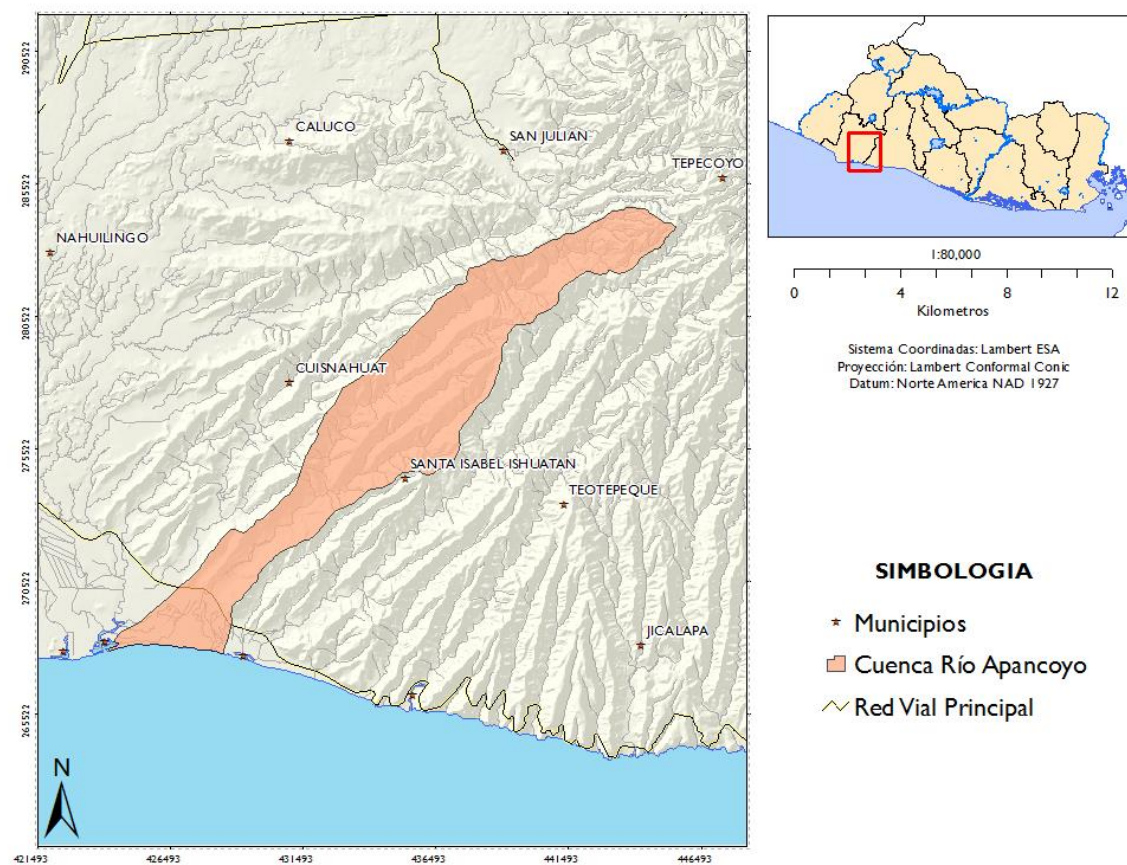 290522
285522
280522
275522
270522
265522
421493
426493
431493
436493
441493
446493
CALUCO
SAN JULIAN
TEPECOYO
NAHUILINGO
CUISNAHUAT
SANTA ISABEL ISHUATAN
TEOTEPEQUE
JICALAPA
N
1:80,000
0 4 8 12
Kilometros
Sistema Coordinadas: Lambert ESA
Proyección: Lambert Conformal Conic
Datum: Norte America NAD 1927
SIMBOLOGIA
Municipios
Cuenca Río Apancoyo
Red Vial Principal